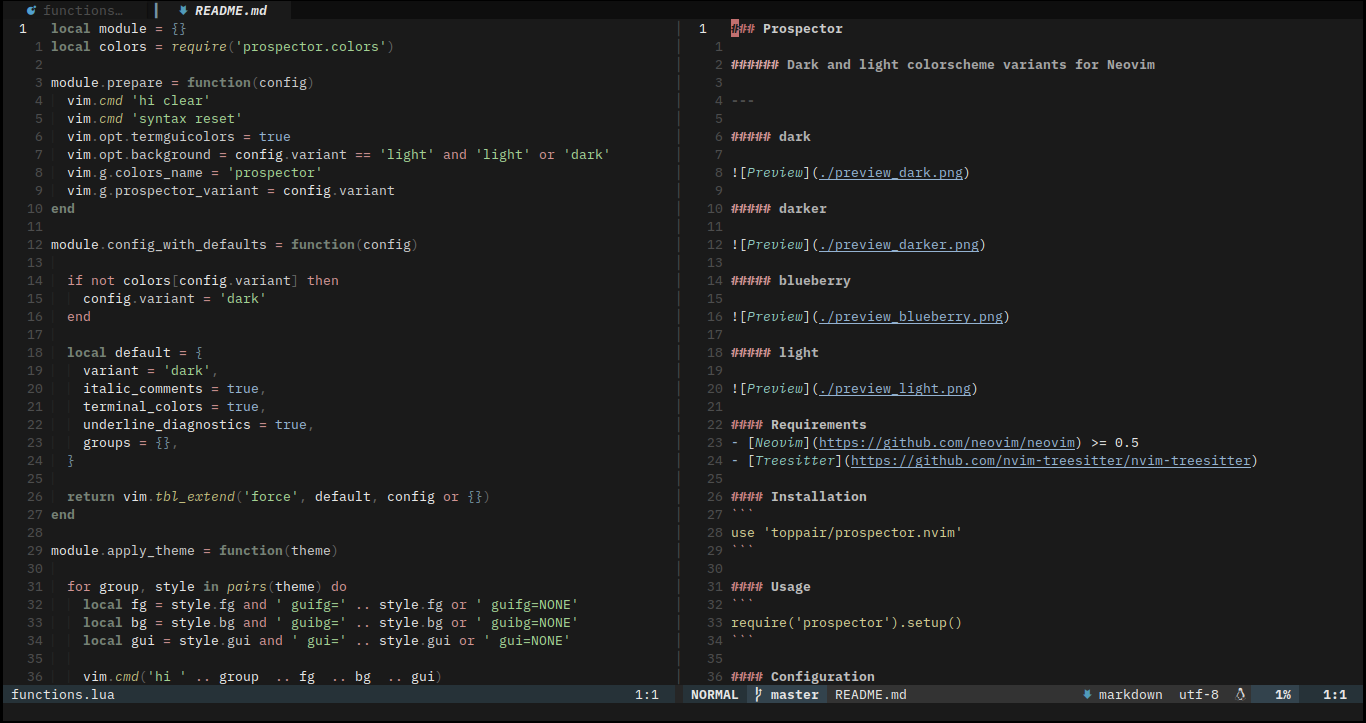 functions… README.md
1 local module = {}
1 local colors = require('prospector.colors')
2
3 module.prepare = function(config)
4 vim.cmd 'hi clear'
5 vim.cmd 'syntax reset'
6 vim.opt.termguicolors = true
7 vim.opt.background = config.variant == 'light' and 'light' or 'dark'
8 vim.g.colors_name = 'prospector'
9 vim.g.prospector_variant = config.variant
10 end
11
12 module.config_with_defaults = function(config)
13
14 if not colors[config.variant] then
15 config.variant = 'dark'
16 end
17
18 local default = {
19 variant = 'dark',
20 italic_comments = true,
21 terminal_colors = true,
22 underline_diagnostics = true,
23 groups = {},
24 }
25
26 return vim.tbl_extend('force', default, config or {})
27 end
28
29 module.apply_theme = function(theme)
30
31 for group, style in pairs(theme) do
32 local fg = style.fg and ' guifg=' .. style.fg or ' guifg=NONE'
33 local bg = style.bg and ' guibg=' .. style.bg or ' guibg=NONE'
34 local gui = style.gui and ' gui=' .. style.gui or ' gui=NONE'
35
36 vim.cmd('hi ' .. group .. fg .. bg .. gui)
functions.lua 1:1
1 ### Prospector
1
2 ###### Dark and light colorscheme variants for Neovim
3
4 ---
5
6 ##### dark
7
8 ![Preview](./preview_dark.png)
9
10 ##### darker
11
12 ![Preview](./preview_darker.png)
13
14 ##### blueberry
15
16 ![Preview](./preview_blueberry.png)
17
18 ##### light
19
20 ![Preview](./preview_light.png)
21
22 #### Requirements
23 - [Neovim](https://github.com/neovim/neovim) >= 0.5
24 - [Treesitter](https://github.com/nvim-treesitter/nvim-treesitter)
25
26 #### Installation
27 ```
28 use 'toppair/prospector.nvim'
29 ```
30
31 #### Usage
32 ```
33 require('prospector').setup()
34 ```
35
36 #### Configuration
NORMAL master README.md markdown utf-8 1% 1:1